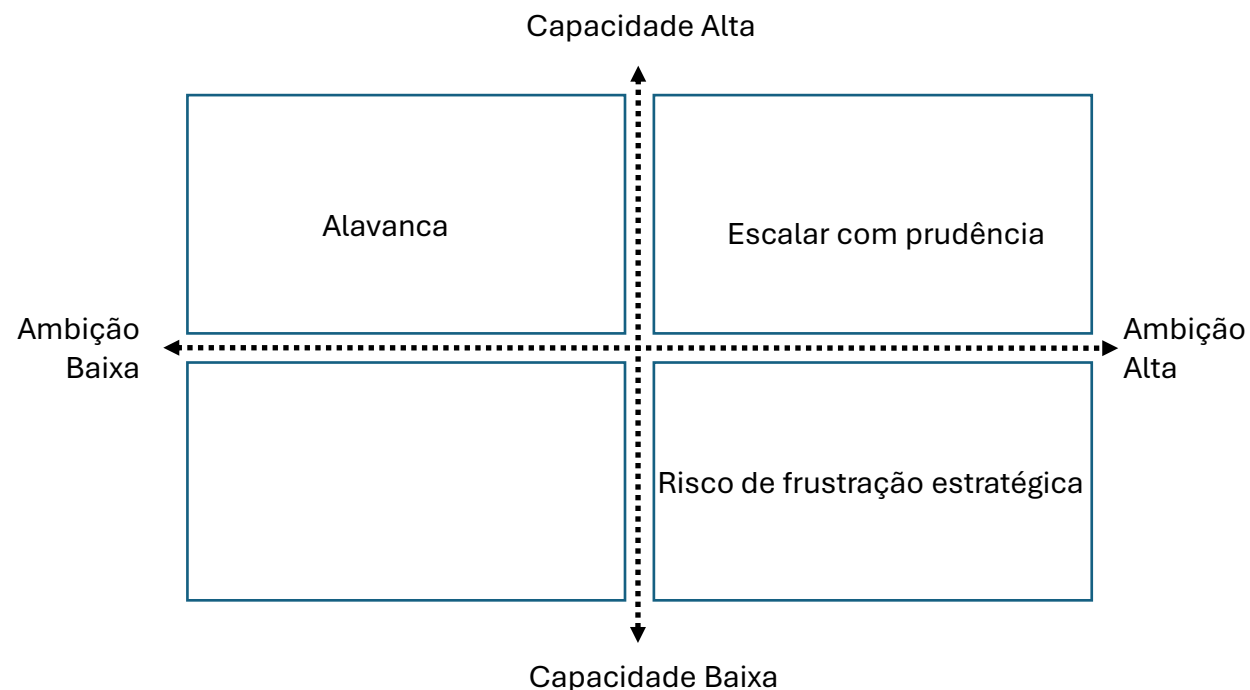 Capacidade Alta
Alavanca
Escalar com prudência
Ambição
Baixa
Ambição
Alta
Risco de frustração estratégica
Capacidade Baixa